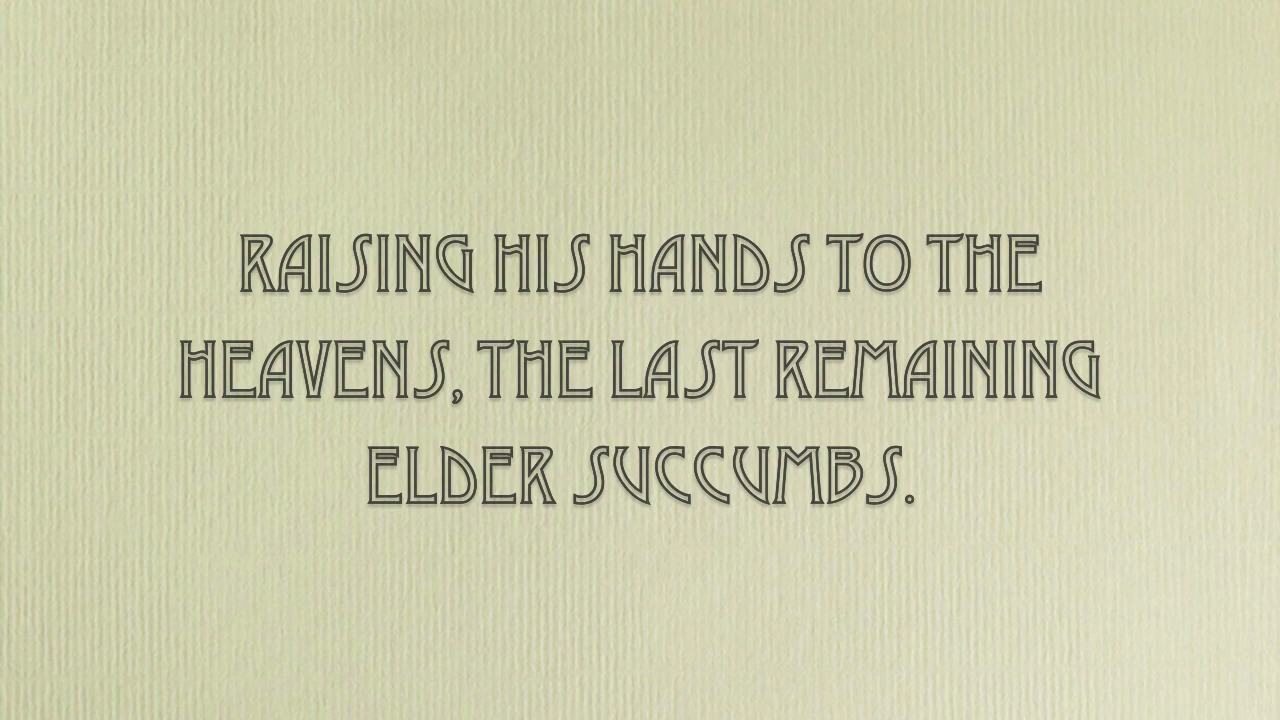 RAISING HIS HANDS TO THE
HEAVENS, THE LAST REMAINING
ELDER SUCCUMBS.